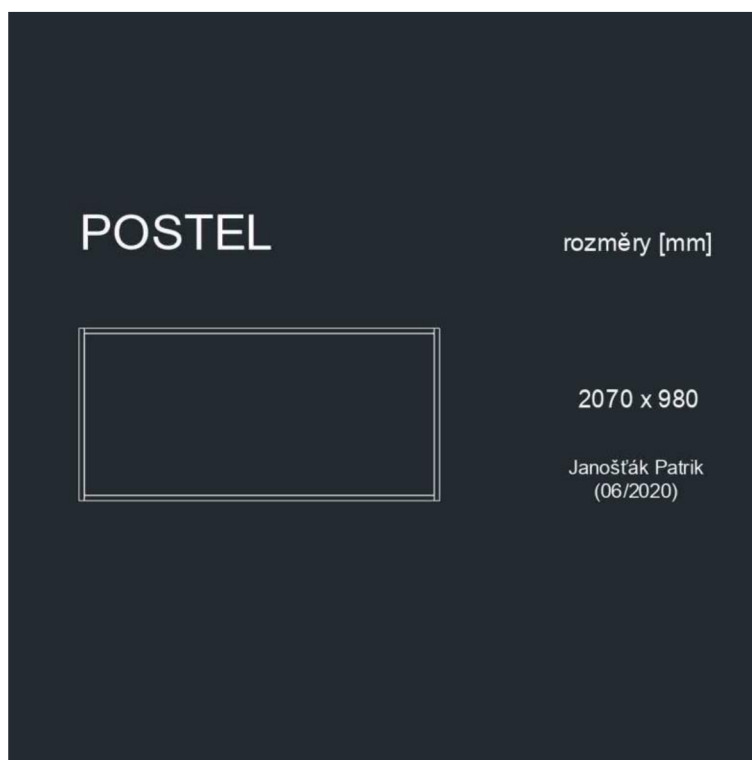 POSTEL
rozměry [mm]
2070 x 980
Janošťák Patrik
(06/2020)